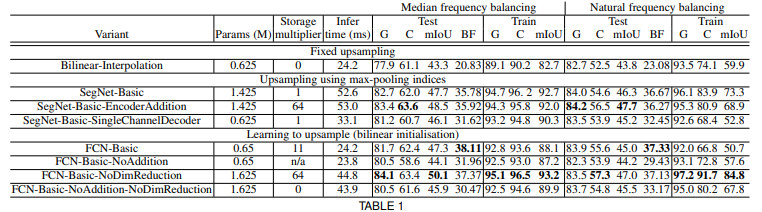 Median frequency balancing Natural frequency balancing
Storage Infer Test Train Test Train
Variant Params (M) multiplier time (ms) G C mIoU BF G C mIoU G C mIoU BF G C mIoU
Fixed upsampling
Bilinear-Interpolation 0.625 0 24.2 77.9 61.1 43.3 20.83 89.1 90.2 82.7 82.7 52.5 43.8 23.08 93.5 74.1 59.9
Upsampling using max-pooling indices
SegNet-Basic 1.425 1 52.6 82.7 62.0 47.7 35.78 94.7 96. 2 92.7 84.0 54.6 46.3 36.67 96.1 83.9 73.3
SegNet-Basic-EncoderAddition 1.425 64 53.0 83.4 63.6 48.5 35.92 94.3 95.8 92.0 84.2 56.5 47.7 36.27 95.3 80.9 68.9
SegNet-Basic-SingleChannelDecoder 0.625 1 33.1 81.2 60.7 46.1 31.62 93.2 94.8 90.3 83.5 53.9 45.2 32.45 92.6 68.4 52.8
Learning to upsample (bilinear initialisation)
FCN-Basic 0.65 11 24.2 81.7 62.4 47.3 38.11 92.8 93.6 88.1 83.9 55.6 45.0 37.33 92.0 66.8 50.7
FCN-Basic-NoAddition 0.65 n/a 23.8 80.5 58.6 44.1 31.96 92.5 93.0 87.2 82.3 53.9 44.2 29.43 93.1 72.8 57.6
FCN-Basic-NoDimReduction 1.625 64 44.8 84.1 63.4 50.1 37.37 95.1 96.5 93.2 83.5 57.3 47.0 37.13 97.2 91.7 84.8
FCN-Basic-NoAddition-NoDimReduction 1.625 0 43.9 80.5 61.6 45.9 30.47 92.5 94.6 89.9 83.7 54.8 45.5 33.17 95.0 80.2 67.8
TABLE 1